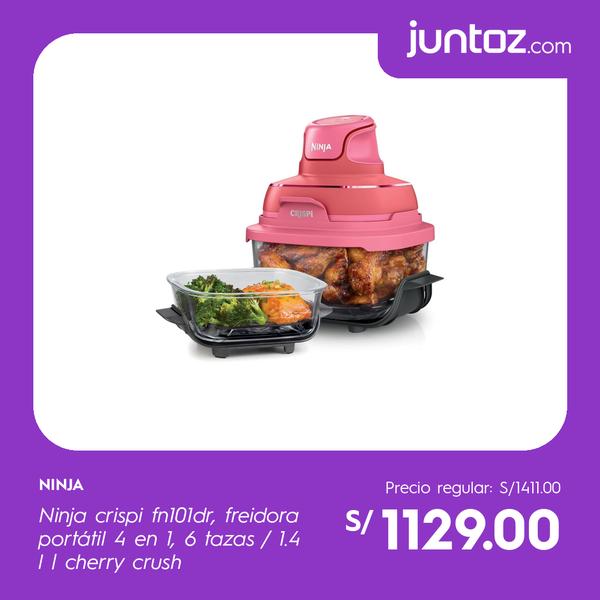 juntoz.com
NINJA
CRISPi
NINJA
Ninja crispi fn101dr, freidora
portátil 4 en 1, 6 tazas / 1.4
l l cherry crush
Precio regular: S/1411.00
S/ 1129.00